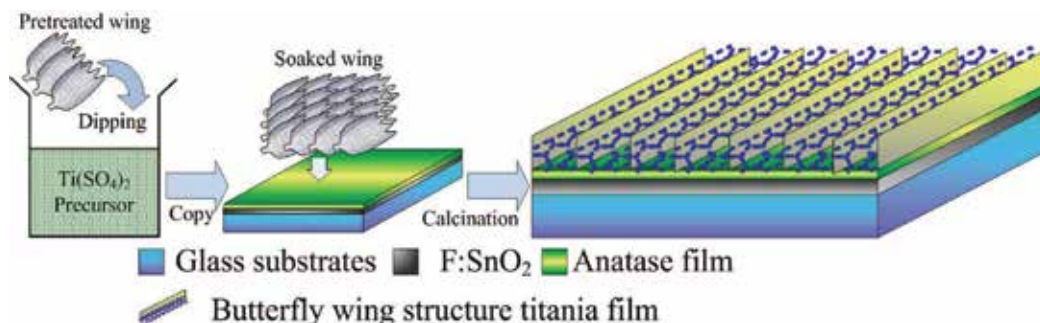 Pretreated wing
Dipping
Ti(SO₄)₂
Precursor
Copy
Soaked wing
Calcination
Glass substrates
F:SnO₂
Anatase film
Butterfly wing structure titania film